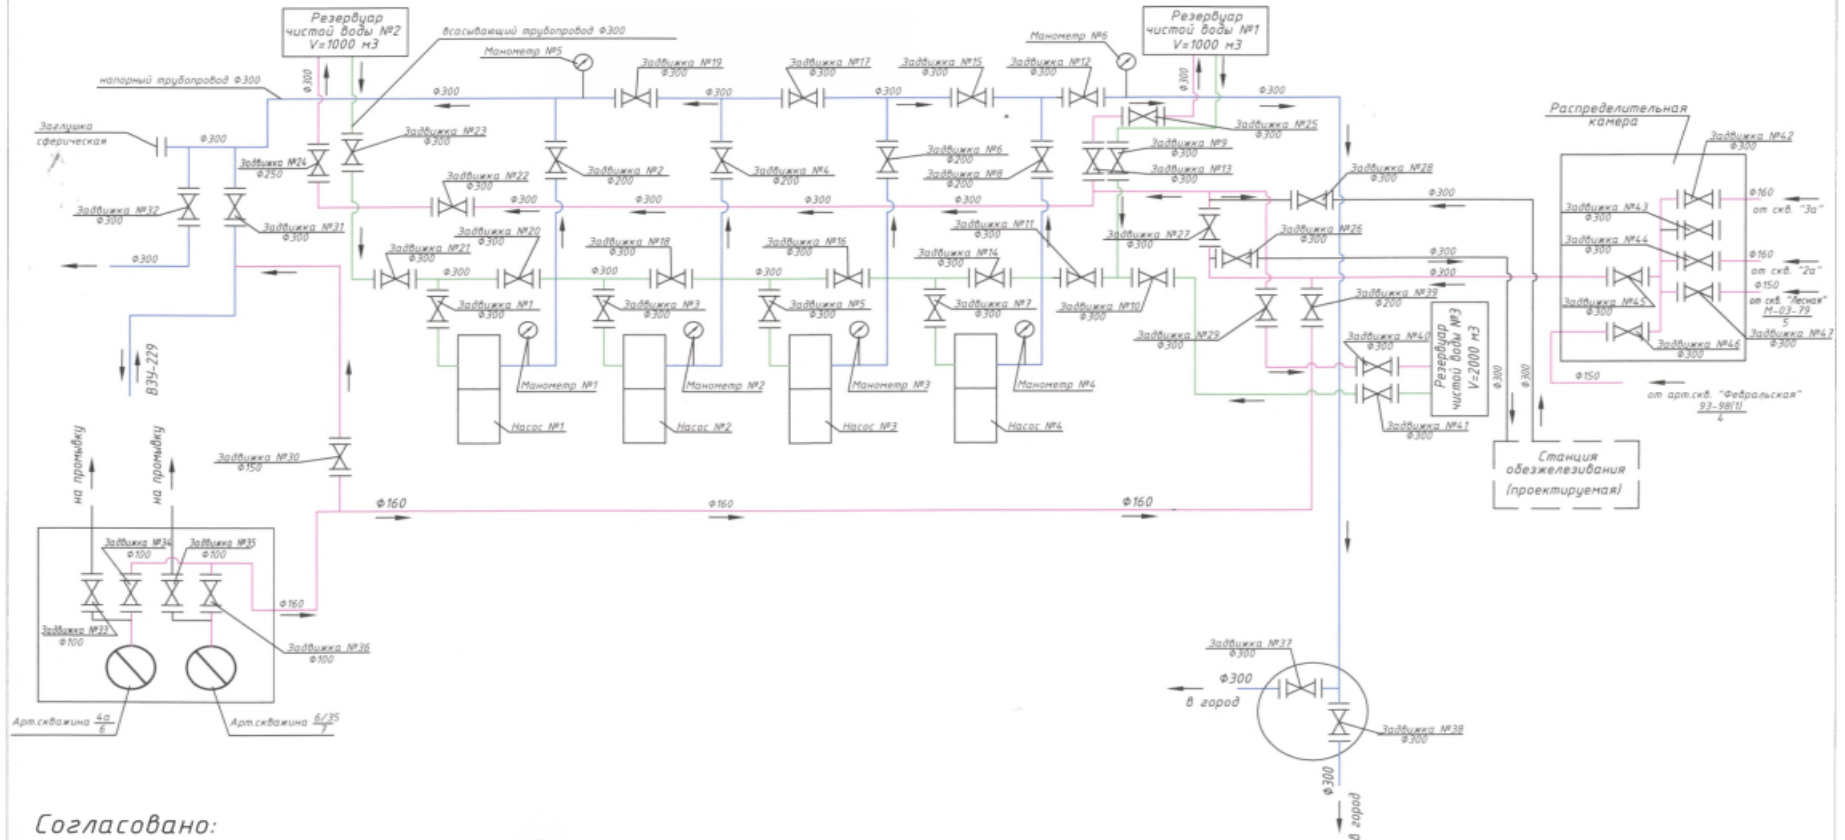 Резервуар
чистой воды №2
V=1000 м3
всасывающий трубопровод Ф300
Манометр №5
Задвижка №19
Ф300
Задвижка №17
Ф300
Задвижка №15
Ф300
Манометр №6
Задвижка №12
Ф300
Резервуар
чистой воды №1
V=1000 м3
напорный трубопровод Ф300
Ф300
Ф300
Ф300
Ф300
Ф300
Ф300
Заглушка
сферическая
Ф300
Задвижка №23
Ф300
Задвижка №24
Ф250
Задвижка №22
Ф300
Задвижка №2
Ф200
Задвижка №4
Ф200
Задвижка №6
Ф200
Задвижка №8
Ф200
Задвижка №25
Ф300
Задвижка №9
Ф300
Задвижка №13
Ф300
Задвижка №28
Ф300
Распределительная
камера
Задвижка №42
Ф300
Ф160
от скв. "3а"
Задвижка №43
Ф300
Задвижка №44
Ф300
Ф160
от скв. "2а"
Ф150
от скв. "Лесная"
М-03-79
5
Задвижка №45
Ф300
Задвижка №46
Ф300
Задвижка №47
Ф300
Ф150
от арт.скв. "Февральская"
93-98(1)
4
Задвижка №32
Ф300
Задвижка №31
Ф300
Ф300
Ф300
Ф300
Ф300
Ф300
Ф300
Задвижка №21
Ф300
Задвижка №20
Ф300
Задвижка №18
Ф300
Задвижка №16
Ф300
Задвижка №11
Ф300
Задвижка №14
Ф300
Задвижка №27
Ф300
Задвижка №26
Ф300
Ф300
Ф300
Ф300
Ф300
Ф300
Ф300
Задвижка №1
Ф300
Задвижка №3
Ф300
Задвижка №5
Ф300
Задвижка №7
Ф300
Задвижка №10
Ф300
Задвижка №29
Ф300
Задвижка №39
Ф200
Задвижка №40
Ф300
Резервуар
чистой воды №3
V=2000 м3
Задвижка №41
Ф300
Ф300
Ф300
Манометр №1
Манометр №2
Манометр №3
Манометр №4
Насос №1
Насос №2
Насос №3
Насос №4
Станция
обезжелезивания
(проектируемая)
ВЗУ-229
на промывку
на промывку
Задвижка №30
Ф150
Ф160
Ф160
Ф160
Задвижка №34
Ф100
Задвижка №35
Ф100
Ф160
Задвижка №33
Ф100
Задвижка №36
Ф100
Арт.скважина 4а
6
Арт.скважина 6/35
7
Задвижка №37
Ф300
Ф300
в город
Задвижка №38
Ф300
Ф300
в город
Согласовано: